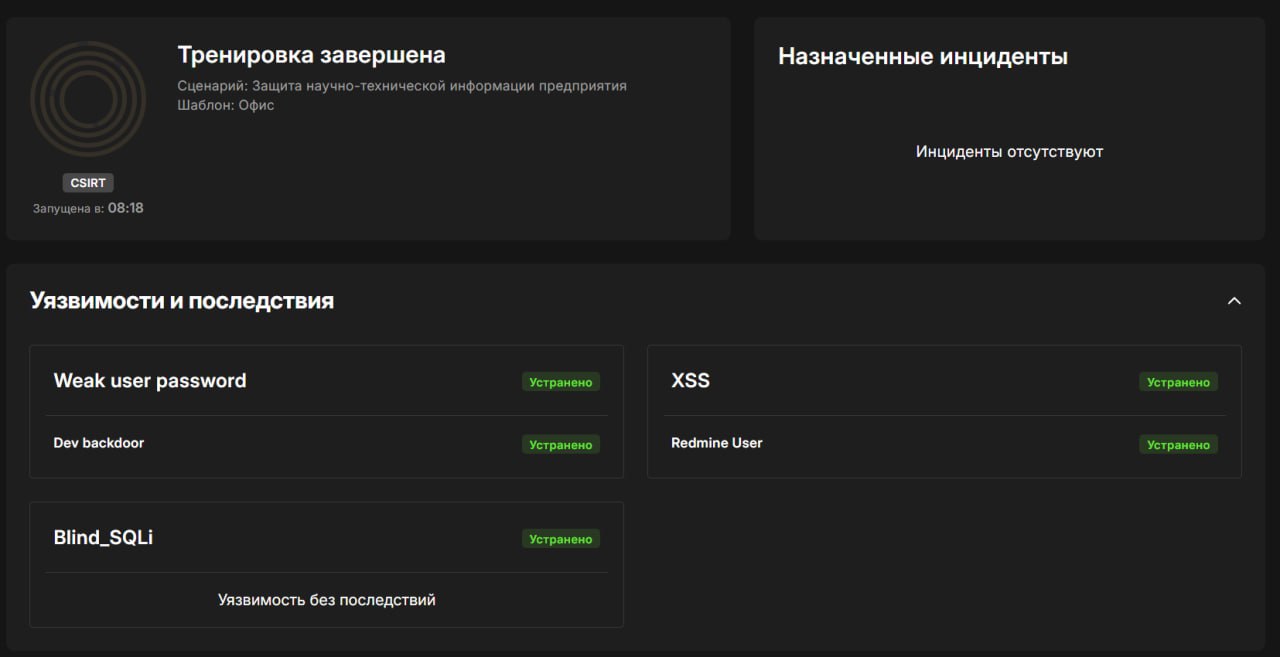 Тренировка завершена
Сценарий: Защита научно-технической информации предприятия
Шаблон: Офис
CSIRT
Запущена в: 08:18
Назначенные инциденты
Инциденты отсутствуют
Уязвимости и последствия
Weak user password Устранено
Dev backdoor Устранено
XSS Устранено
Redmine User Устранено
Blind_SQLi Устранено
Уязвимость без последствий